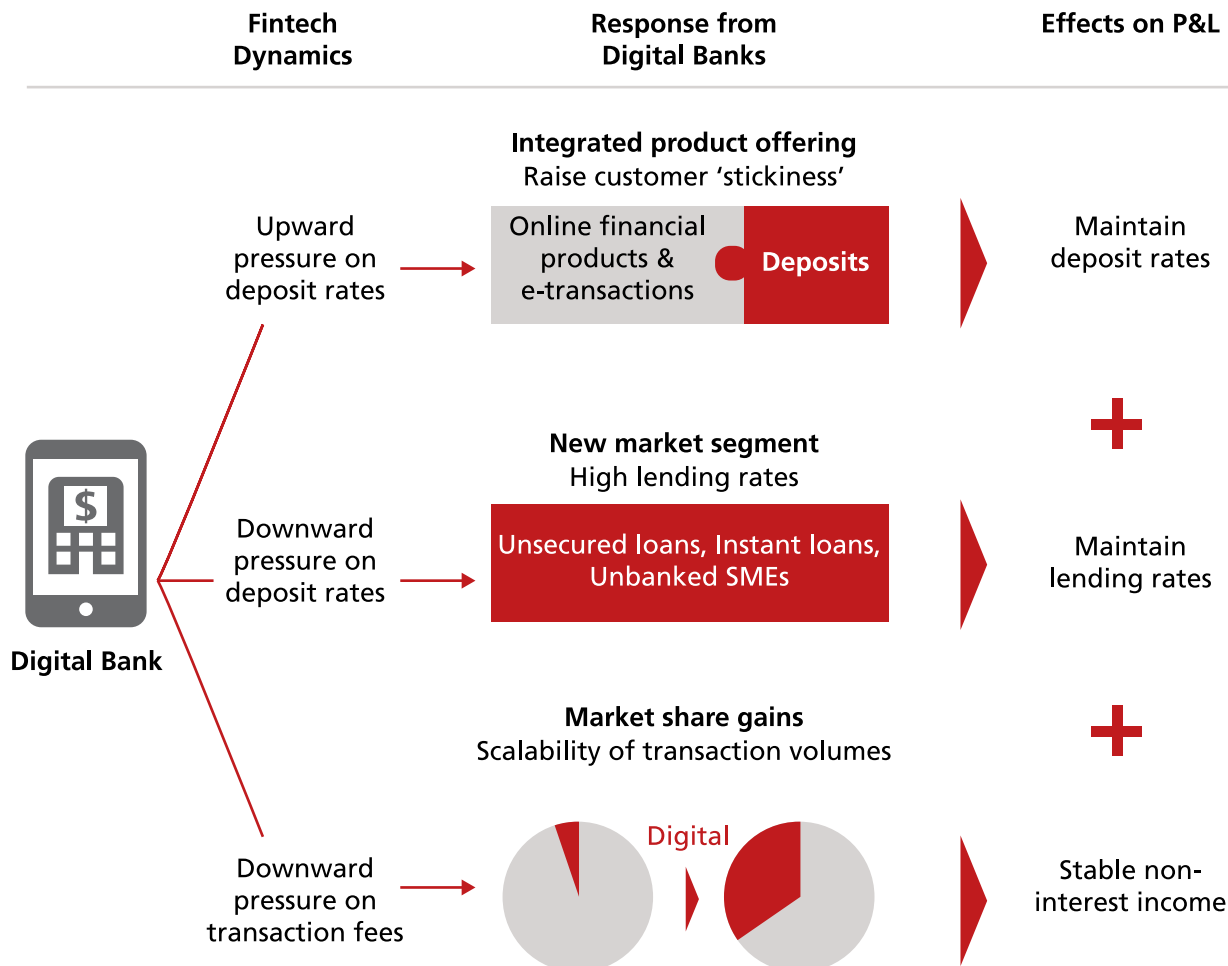 Fintech
Dynamics
Response from
Digital Banks
Effects on P&L
Integrated product offering
Raise customer ‘stickiness’
Upward
pressure on
deposit rates
Online financial
products &
e-transactions
Deposits
Maintain
deposit rates
$
Digital Bank
New market segment
High lending rates
Downward
pressure on
deposit rates
Unsecured loans, Instant loans,
Unbanked SMEs
Maintain
lending rates
Market share gains
Scalability of transaction volumes
Downward
pressure on
transaction fees
Digital
Stable non-
interest income